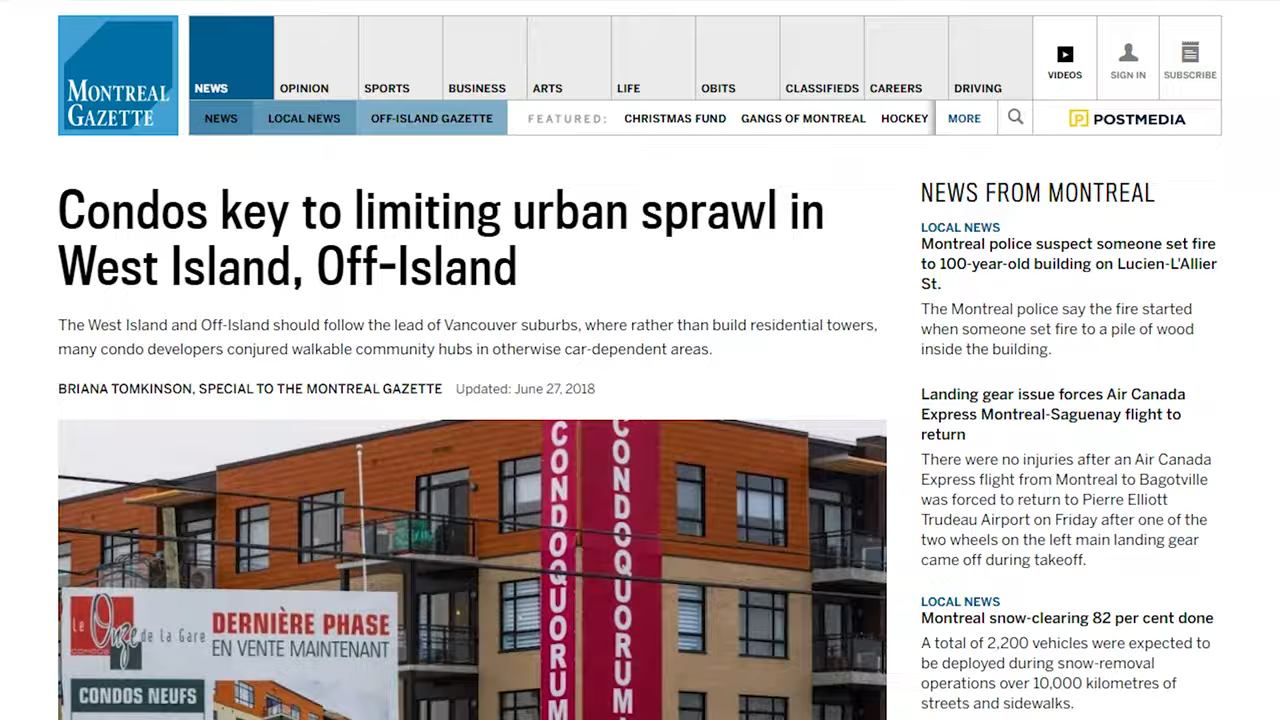 MONTREAL
GAZETTE
NEWS
OPINION
SPORTS
BUSINESS
ARTS
LIFE
OBITS
CLASSIFIEDS
CAREERS
DRIVING
VIDEOS
SIGN IN
SUBSCRIBE
NEWS
LOCAL NEWS
OFF-ISLAND GAZETTE
FEATURED:
CHRISTMAS FUND
GANGS OF MONTREAL
HOCKEY
MORE
P POSTMEDIA
Condos key to limiting urban sprawl in
West Island, Off-Island
The West Island and Off-Island should follow the lead of Vancouver suburbs, where rather than build residential towers,
many condo developers conjured walkable community hubs in otherwise car-dependent areas.
BRIANA TOMKINSON, SPECIAL TO THE MONTREAL GAZETTE Updated: June 27, 2018
CONDOQUORUM
CONDOQUORUM
Le Onze de la Gare
CONDOS
DERNIÈRE PHASE
EN VENTE MAINTENANT
CONDOS NEUFS
NEWS FROM MONTREAL
LOCAL NEWS
Montreal police suspect someone set fire
to 100-year-old building on Lucien-L'Allier
St.
The Montreal police say the fire started
when someone set fire to a pile of wood
inside the building.
Landing gear issue forces Air Canada
Express Montreal-Saguenay flight to
return
There were no injuries after an Air Canada
Express flight from Montreal to Bagotville
was forced to return to Pierre Elliott
Trudeau Airport on Friday after one of the
two wheels on the left main landing gear
came off during takeoff.
LOCAL NEWS
Montreal snow-clearing 82 per cent done
A total of 2,200 vehicles were expected to
be deployed during snow-removal
operations over 10,000 kilometres of
streets and sidewalks.